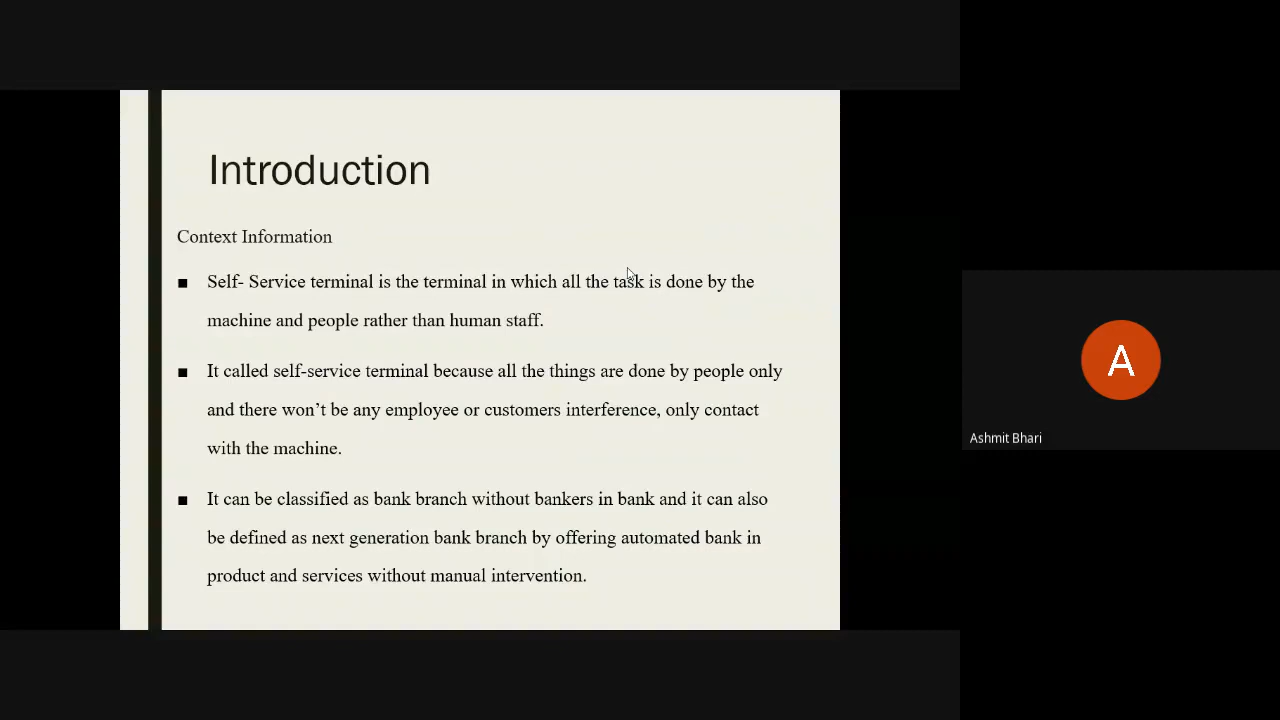 Introduction
Context Information
Self- Service terminal is the terminal in which all the task is done by the
machine and people rather than human staff.
It called self-service terminal because all the things are done by people only
and there won’t be any employee or customers interference, only contact
with the machine.
It can be classified as bank branch without bankers in bank and it can also
be defined as next generation bank branch by offering automated bank in
product and services without manual intervention.
A
Ashmit Bhari